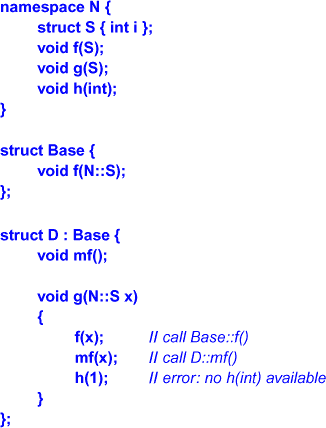 namespace N {
struct S { int i };
void f(S);
void g(S);
void h(int);
}
struct Base {
void f(N::S);
};
struct D : Base {
void mf();
void g(N::S x)
{
f(x); // call Base::f()
mf(x); // call D::mf()
h(1); // error: no h(int) available
}
};